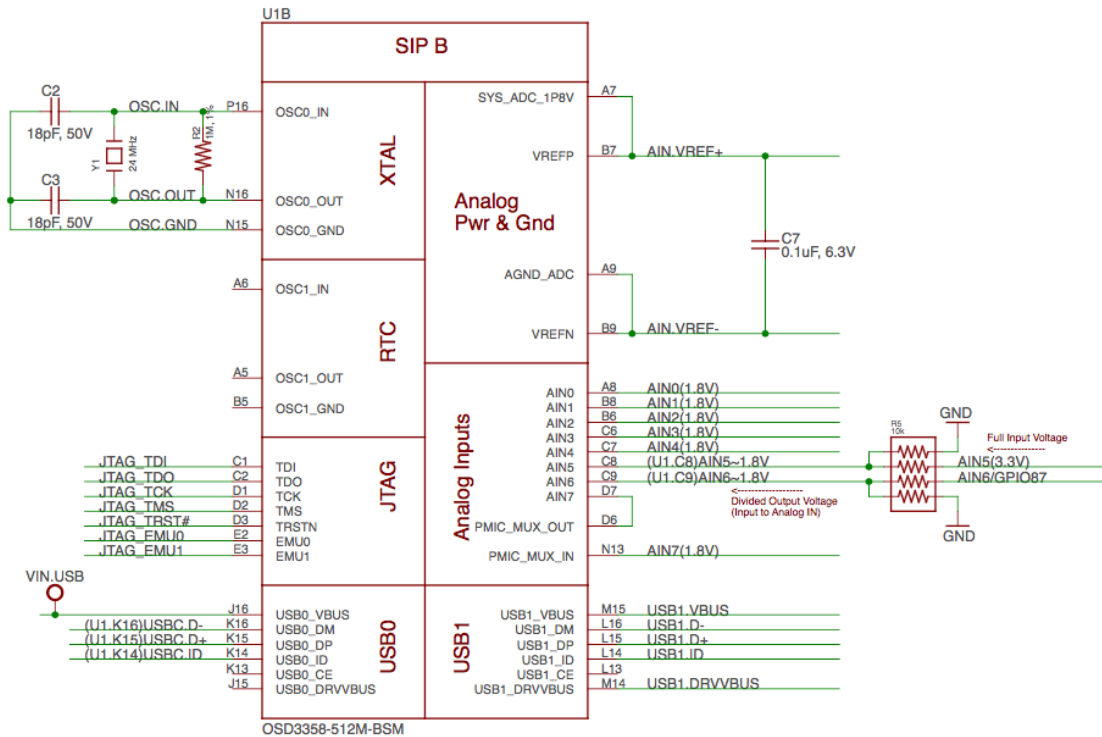 U1B
SIP B
XTAL
P16 OSC0_IN
N16 OSC0_OUT
N15 OSC0_GND
C2
18pF, 50V
C3
18pF, 50V
OSC.IN
OSC.OUT
OSC.GND
Y1
24 MHz
R2
1M, 1%
RTC
A6 OSC1_IN
A5 OSC1_OUT
B5 OSC1_GND
JTAG
JTAG_TDI C1 TDI
JTAG_TDO C2 TDO
JTAG_TCK D1 TCK
JTAG_TMS D2 TMS
JTAG_TRST# D3 TRSTN
JTAG_EMU0 E2 EMU0
JTAG_EMU1 E3 EMU1
VIN.USB
USB0
J16 USB0_VBUS
(U1.K16)USBC.D- K16 USB0_DM
(U1.K15)USBC.D+ K15 USB0_DP
(U1.K14)USBC.ID K14 USB0_ID
K13 USB0_CE
J15 USB0_DRVVBUS
Analog
Pwr & Gnd
SYS_ADC_1P8V A7
VREFP B7 AIN.VREF+
C7
0.1uF, 6.3V
AGND_ADC A9
VREFN B9 AIN.VREF-
Analog Inputs
AIN0 A8 AIN0(1.8V)
AIN1 B8 AIN1(1.8V)
AIN2 B6 AIN2(1.8V)
AIN3 C6 AIN3(1.8V)
AIN4 C7 AIN4(1.8V)
AIN5 C8 (U1.C8)AIN5~1.8V
AIN6 C9 (U1.C9)AIN6~1.8V
AIN7 D7
PMIC_MUX_OUT D6
PMIC_MUX_IN N13 AIN7(1.8V)
<---------------
Divided Output Voltage
(Input to Analog IN)
R5
10k
GND
Full Input Voltage
<---------------
AIN5(3.3V)
AIN6/GPIO87
GND
USB1
USB1_VBUS M15 USB1.VBUS
USB1_DM L16 USB1.D-
USB1_DP L15 USB1.D+
USB1_ID L14 USB1.ID
USB1_CE L13
USB1_DRVVBUS M14 USB1.DRVVBUS
OSD3358-512M-BSM